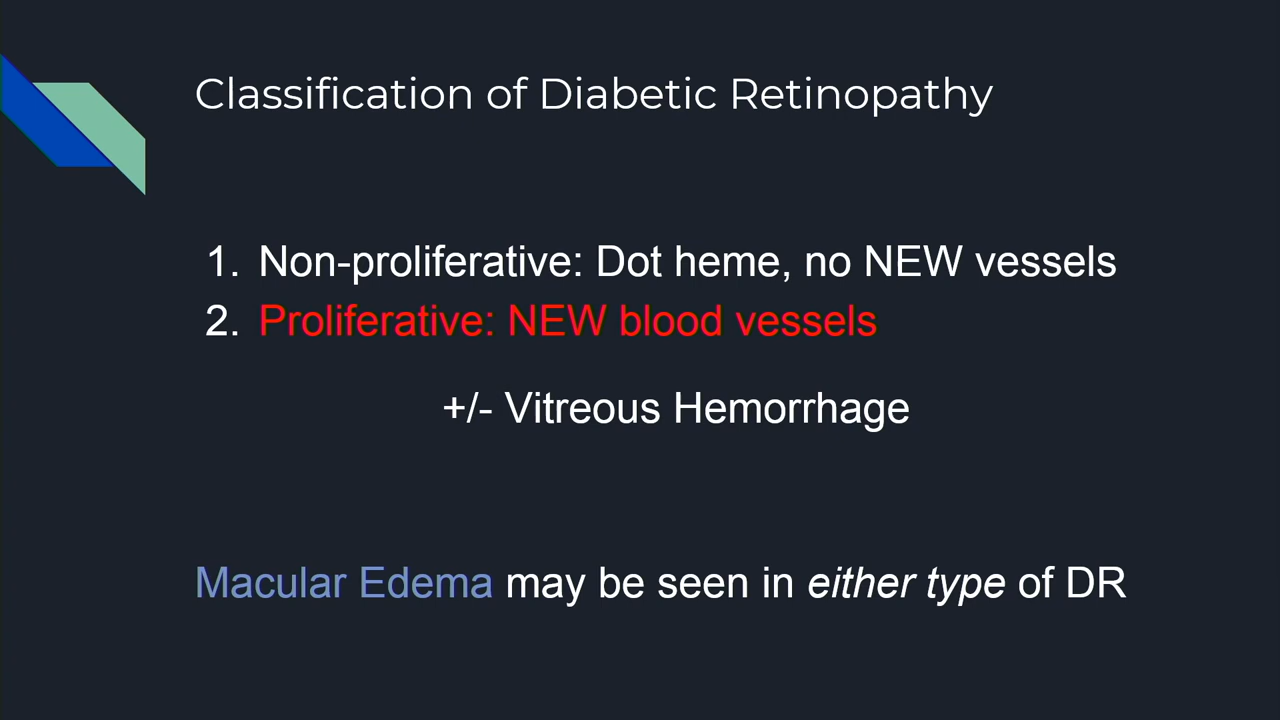 Classification of Diabetic Retinopathy
1. Non-proliferative: Dot heme, no NEW vessels
2. Proliferative: NEW blood vessels
+/- Vitreous Hemorrhage
Macular Edema may be seen in either type of DR